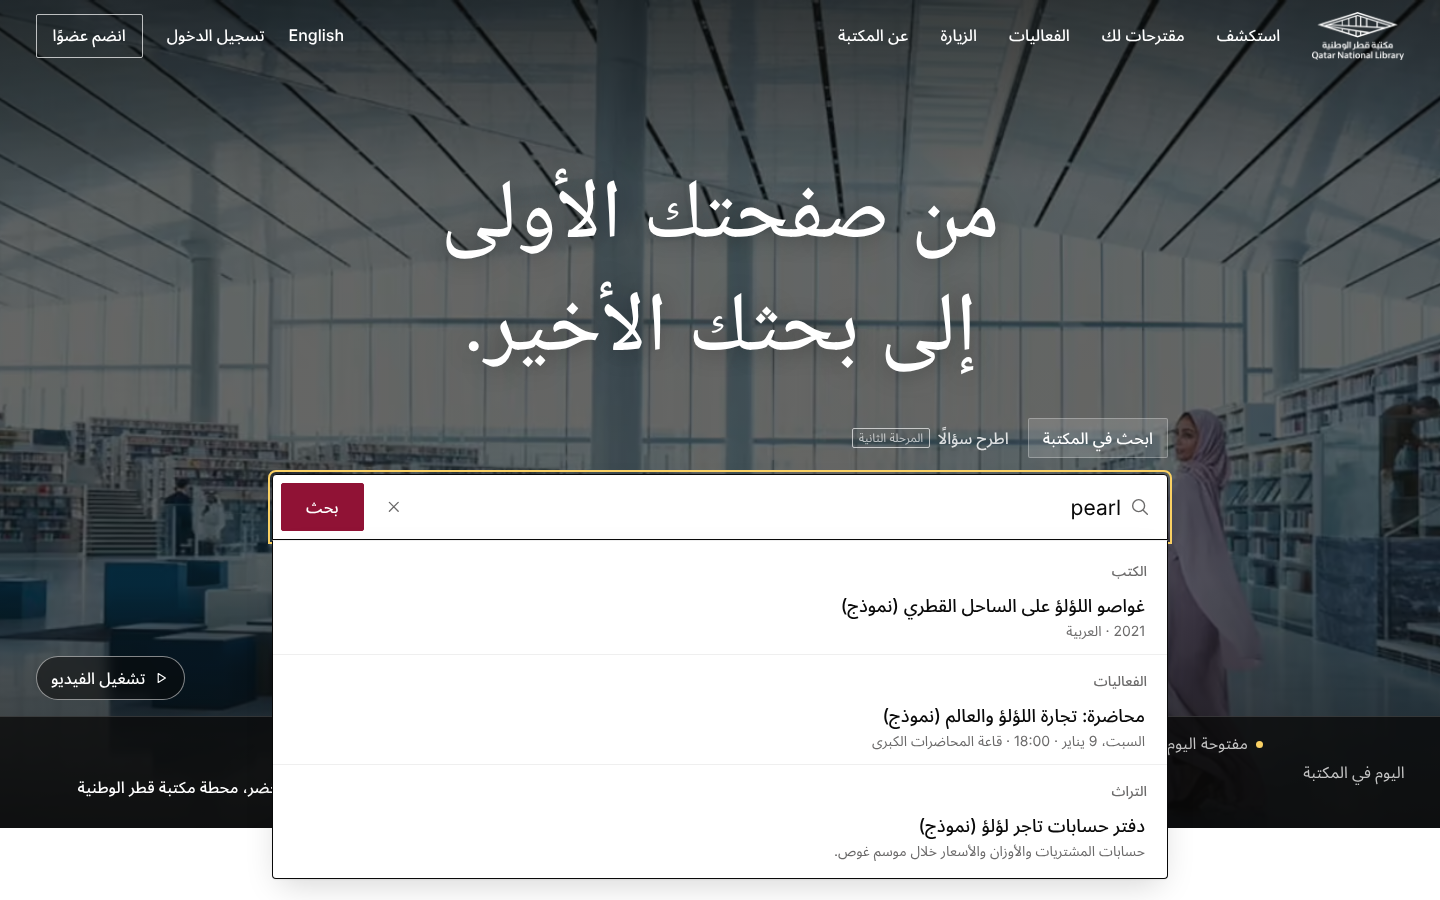 مكتبة قطر الوطنية
Qatar National Library
استكشف
مقترحات لك
الفعاليات
الزيارة
عن المكتبة
English
تسجيل الدخول
انضم عضوًا
من صفحتك الأولى
إلى بحثك الأخير.
ابحث في المكتبة
اطرح سؤالًا
المرحلة الثانية
pearl
بحث
الكتب
غواصو اللؤلؤ على الساحل القطري (نموذج)
2021 · العربية
الفعاليات
محاضرة: تجارة اللؤلؤ والعالم (نموذج)
السبت، 9 يناير · 18:00 · قاعة المحاضرات الكبرى
التراث
دفتر حسابات تاجر لؤلؤ (نموذج)
حسابات المشتريات والأوزان والأسعار خلال موسم غوص.
تشغيل الفيديو
اليوم في المكتبة
مفتوحة اليوم
محطة مكتبة قطر الوطنية